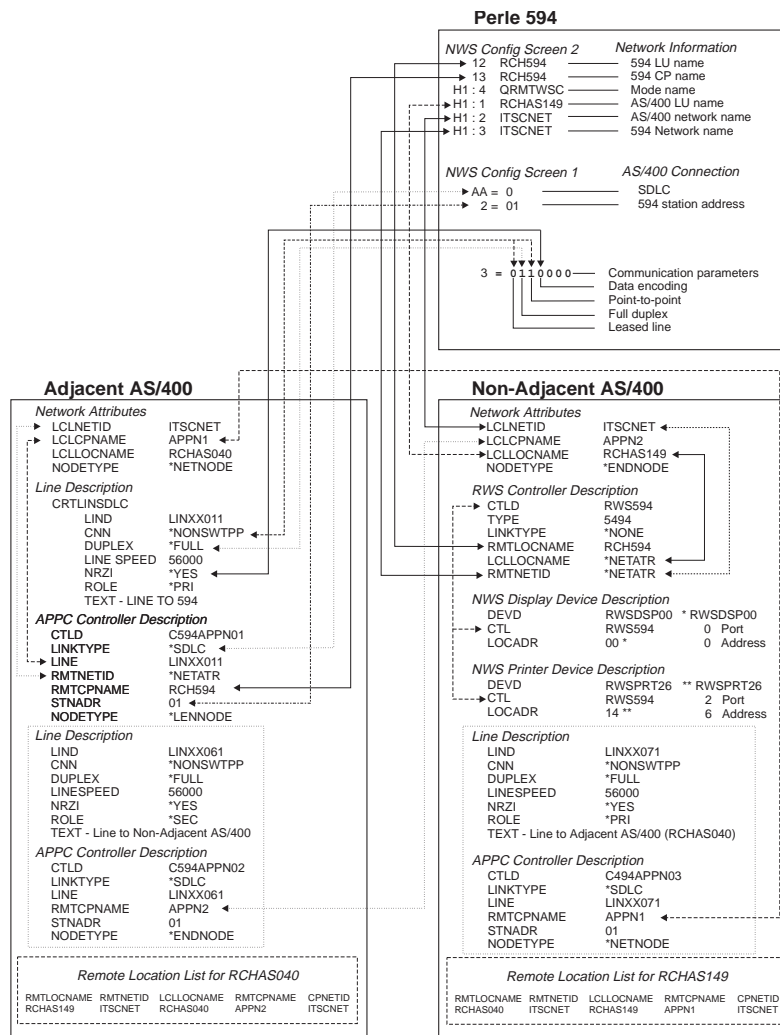 Perle 594
NWS Config Screen 2 Network Information
12 RCH594 594 LU name
13 RCH594 594 CP name
H1 : 4 QRMTWSC Mode name
H1 : 1 RCHAS149 AS/400 LU name
H1 : 2 ITSCNET AS/400 network name
H1 : 3 ITSCNET 594 Network name
NWS Config Screen 1 AS/400 Connection
AA = 0 SDLC
2 = 01 594 station address
3 = 0 1 1 0 0 0 0 Communication parameters
Data encoding
Point-to-point
Full duplex
Leased line
Adjacent AS/400
Network Attributes
LCLNETID ITSCNET
LCLCPNAME APPN1
LCLLOCNAME RCHAS040
NODETYPE *NETNODE
Line Description
CRTLINSDLC
LIND LINXX011
CNN *NONSWTPP
DUPLEX *FULL
LINE SPEED 56000
NRZI *YES
ROLE *PRI
TEXT - LINE TO 594
APPC Controller Description
CTLD C594APPN01
LINKTYPE *SDLC
LINE LINXX011
RMTNETID *NETATR
RMTCPNAME RCH594
STNADR 01
NODETYPE *LENNODE
Line Description
LIND LINXX061
CNN *NONSWTPP
DUPLEX *FULL
LINESPEED 56000
NRZI *YES
ROLE *SEC
TEXT - Line to Non-Adjacent AS/400
APPC Controller Description
CTLD C594APPN02
LINKTYPE *SDLC
LINE LINXX061
RMTCPNAME APPN2
STNADR 01
NODETYPE *ENDNODE
Remote Location List for RCHAS040
RMTLOCNAME RMTNETID LCLLOCNAME RMTCPNAME CPNETID
RCHAS149 ITSCNET RCHAS040 APPN2 ITSCNET
Non-Adjacent AS/400
Network Attributes
LCLNETID ITSCNET
LCLCPNAME APPN2
LCLLOCNAME RCHAS149
NODETYPE *ENDNODE
RWS Controller Description
CTLD RWS594
TYPE 5494
LINKTYPE *NONE
RMTLOCNAME RCH594
LCLLOCNAME *NETATR
RMTNETID *NETATR
NWS Display Device Description
DEVD RWSDSP00 * RWSDSP00
CTL RWS594 0 Port
LOCADR 00 * 0 Address
NWS Printer Device Description
DEVD RWSPRT26 ** RWSPRT26
CTL RWS594 2 Port
LOCADR 14 ** 6 Address
Line Description
LIND LINXX071
CNN *NONSWTPP
DUPLEX *FULL
LINESPEED 56000
NRZI *YES
ROLE *PRI
TEXT - Line to Adjacent AS/400 (RCHAS040)
APPC Controller Description
CTLD C494APPN03
LINKTYPE *SDLC
LINE LINXX071
RMTCPNAME APPN1
STNADR 01
NODETYPE *NETNODE
Remote Location List for RCHAS149
RMTLOCNAME RMTNETID LCLLOCNAME RMTCPNAME CPNETID
RCHAS040 ITSCNET RCHAS149 APPN1 ITSCNET